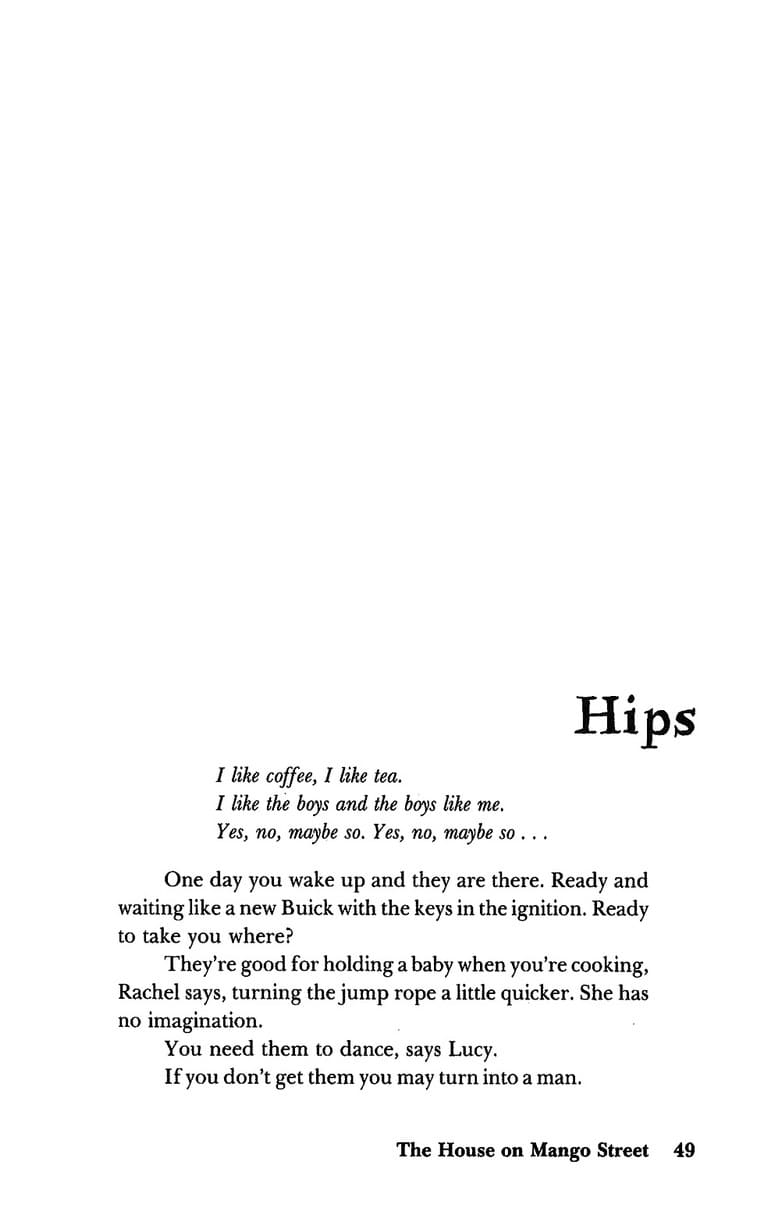 Hips
I like coffee, I like tea.
I like the boys and the boys like me.
Yes, no, maybe so. Yes, no, maybe so . . .
One day you wake up and they are there. Ready and
waiting like a new Buick with the keys in the ignition. Ready
to take you where?
They're good for holding a baby when you're cooking,
Rachel says, turning the jump rope a little quicker. She has
no imagination.
You need them to dance, says Lucy.
If you don't get them you may turn into a man.
The House on Mango Street 49